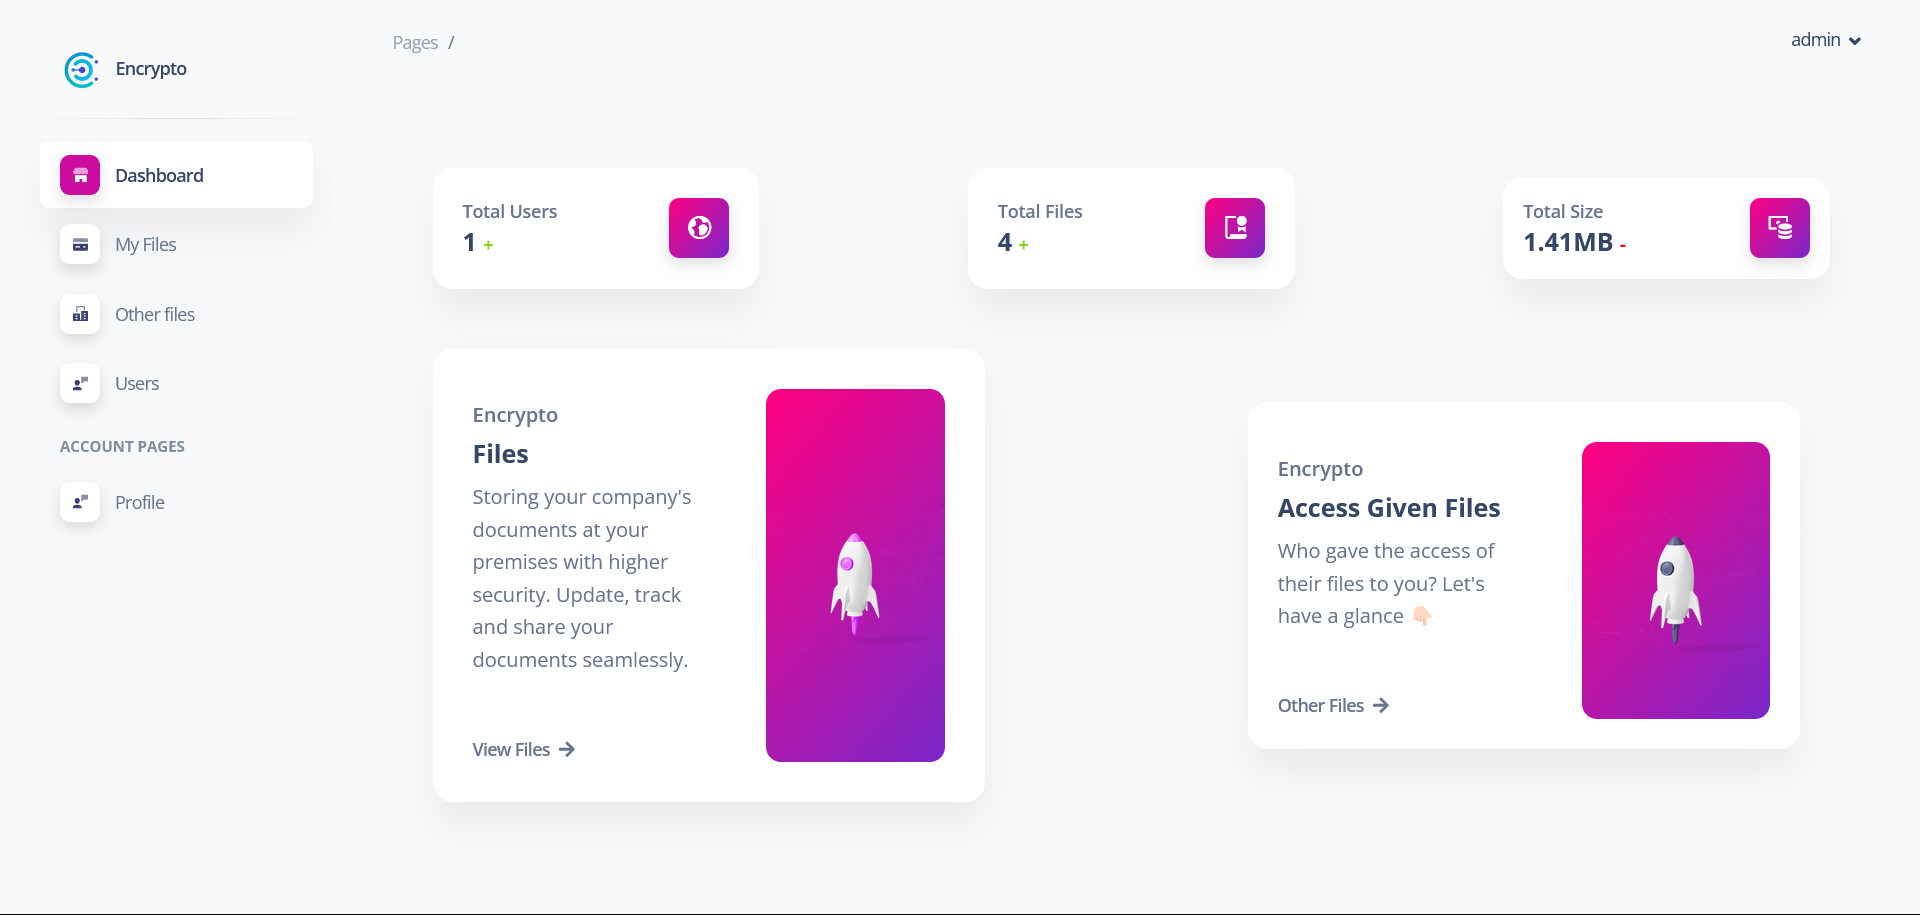 Encrypto
Pages /
admin
Dashboard
My Files
Other files
Users
ACCOUNT PAGES
Profile
Total Users
1 +
Total Files
4 +
Total Size
1.41MB -
Encrypto
Files
Storing your company's
documents at your
premises with higher
security. Update, track
and share your
documents seamlessly.
View Files →
Encrypto
Access Given Files
Who gave the access of
their files to you? Let's
have a glance 👇🏻
Other Files →